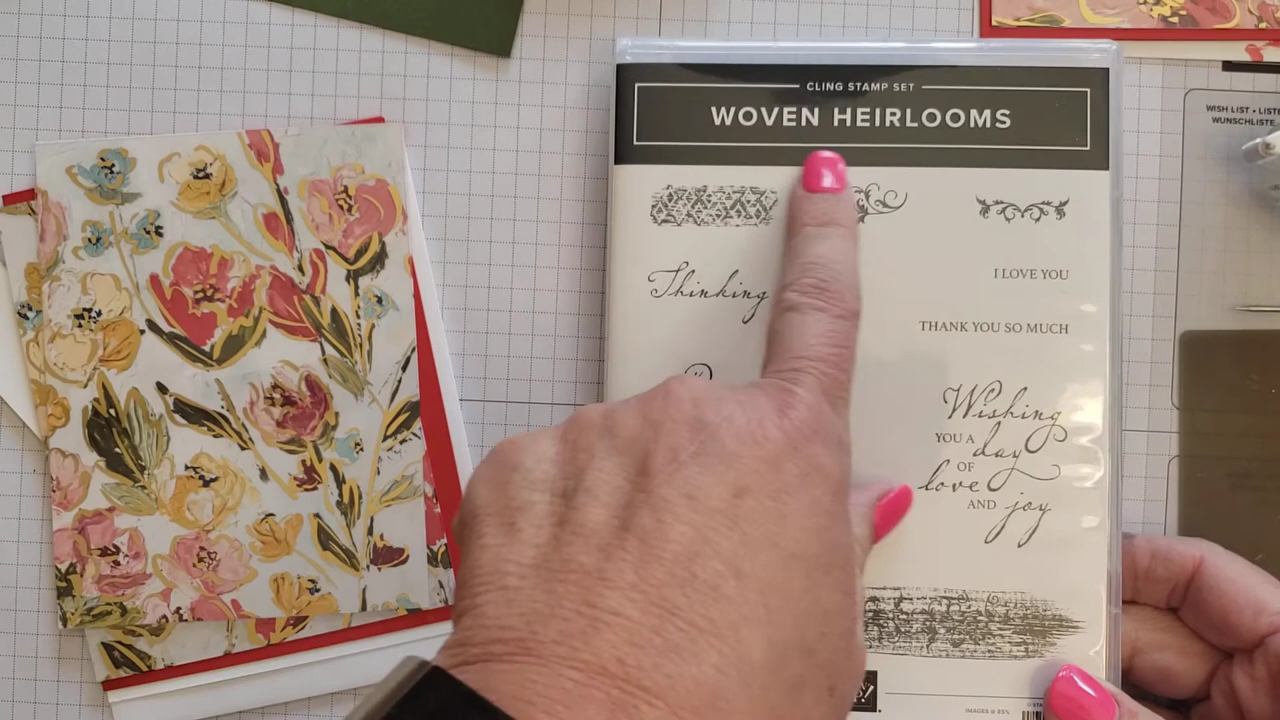 CLING STAMP SET
WOVEN HEIRLOOMS
WISH LIST • 
WUNSCHLISTE
Thinking
I LOVE YOU
THANK YOU SO MUCH
Wishing
YOU A day
OF
love
AND joy
IMAGES @ 85%